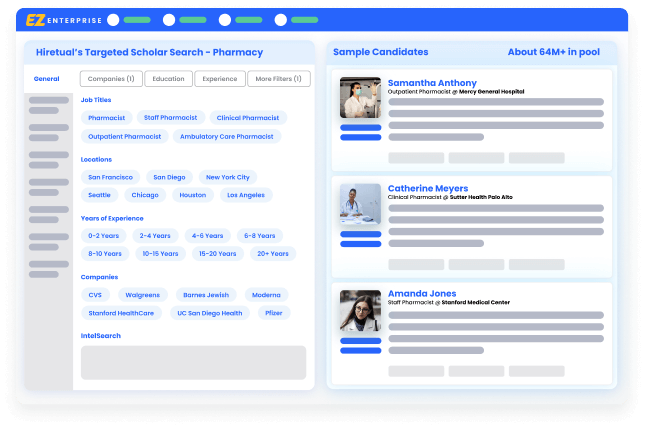 EZ ENTERPRISE
Hiretual's Targeted Scholar Search - Pharmacy
General
Companies (1) Education Experience More Filters (1)
Job Titles
Pharmacist Staff Pharmacist Clinical Pharmacist
Outpatient Pharmacist Ambulatory Care Pharmacist
Locations
San Francisco San Diego New York City
Seattle Chicago Houston Los Angeles
Years of Experience
0-2 Years 2-4 Years 4-6 Years 6-8 Years
8-10 Years 10-15 Years 15-20 Years 20+ Years
Companies
CVS Walgreens Barnes Jewish Moderna
Stanford HealthCare UC San Diego Health Pfizer
IntelSearch
Sample Candidates About 64M+ in pool
Samantha Anthony
Outpatient Pharmacist @ Mercy General Hospital
Catherine Meyers
Clinical Pharmacist @ Sutter Health Palo Alto
Amanda Jones
Staff Pharmacist @ Stanford Medical Center